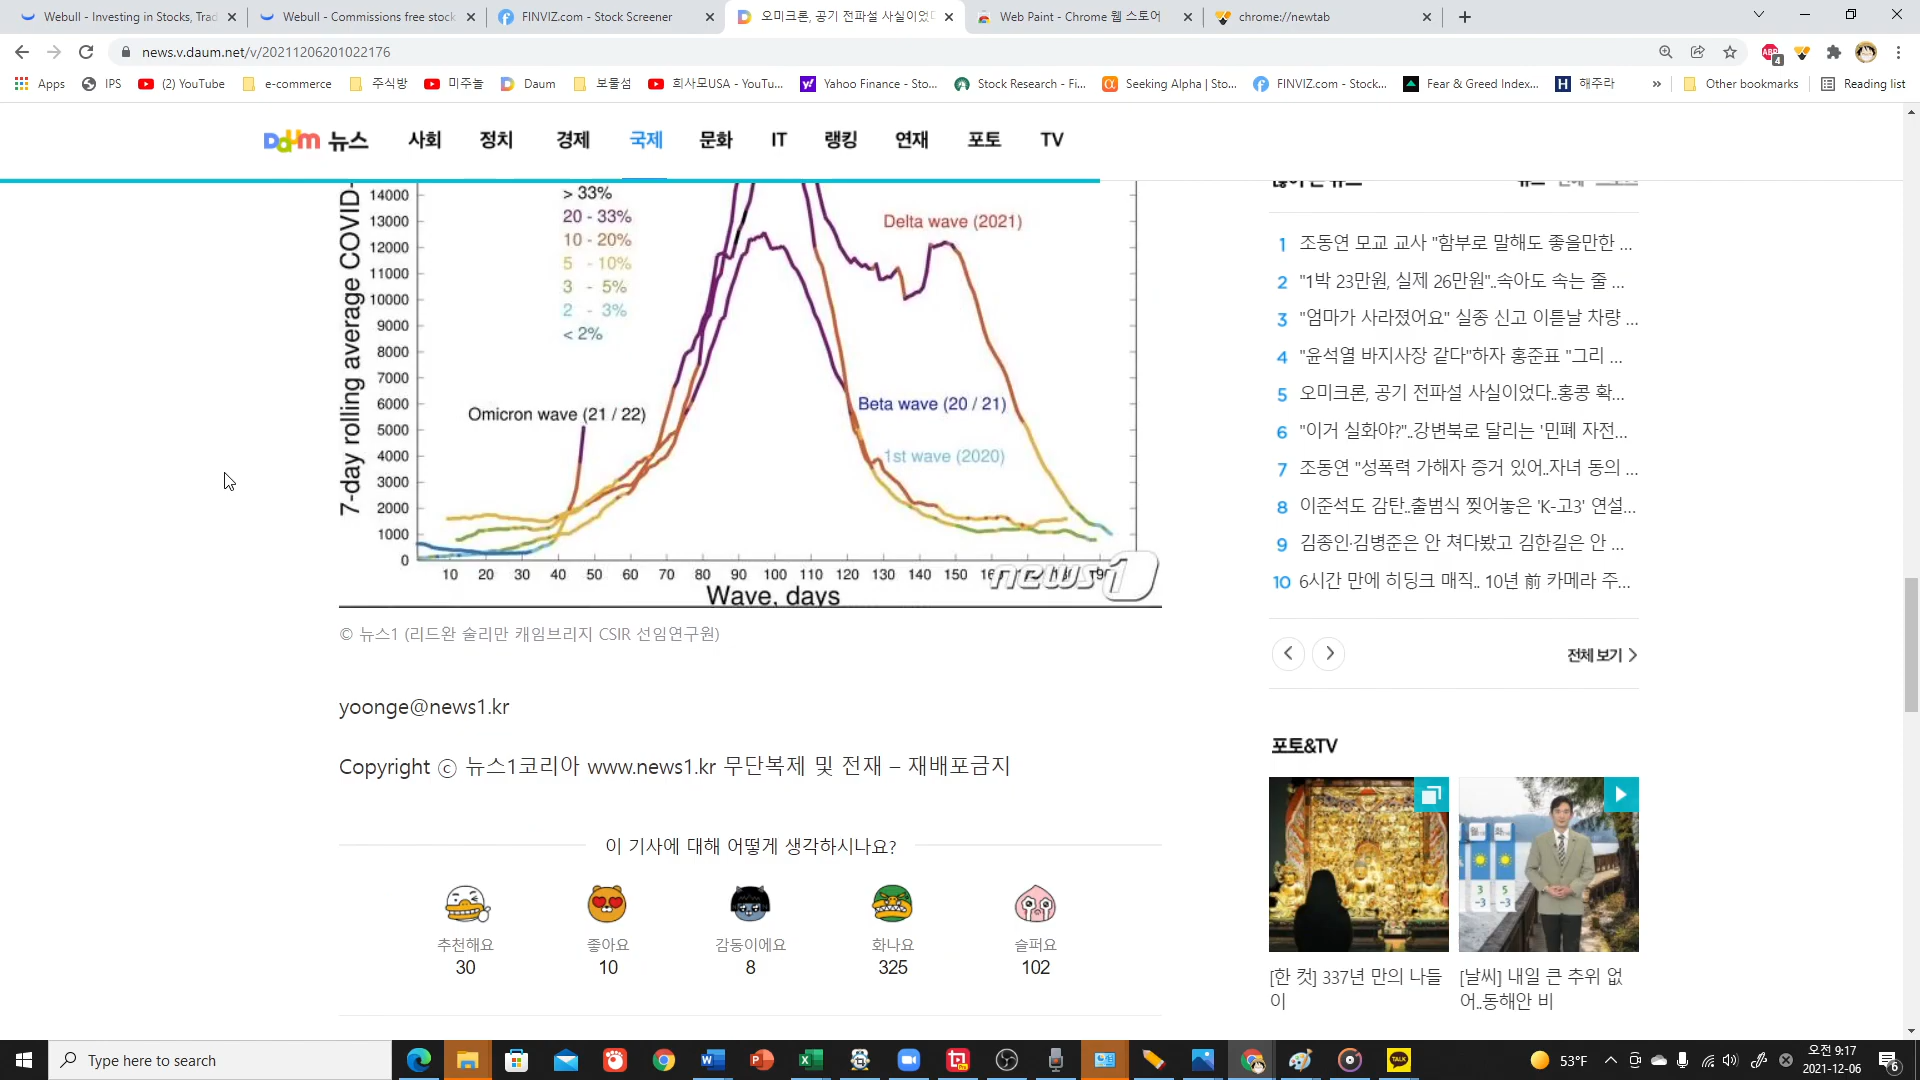 Webull - Investing in Stocks, Trad
Webull - Commissions free stock
FINVIZ.com - Stock Screener
오미크론, 공기 전파설 사실이었다
Web Paint - Chrome 웹 스토어
chrome://newtab
news.v.daum.net/v/20211206201022176
ABP
4
Apps
IPS
(2) YouTube
e-commerce
주식방
미주놀
Daum
보물섬
희사모USA - YouTu...
Yahoo Finance - Sto...
Stock Research - Fi...
Seeking Alpha | Sto...
FINVIZ.com - Stock...
Fear & Greed Index...
해주라
»
Other bookmarks
Reading list
Daum 뉴스
사회
정치
경제
국제
문화
IT
랭킹
연재
포토
TV
7-day rolling average COVID-
14000
13000
12000
11000
10000
9000
8000
7000
6000
5000
4000
3000
2000
1000
0
> 33%
20 - 33%
10 - 20%
5 - 10%
3 - 5%
2 - 3%
< 2%
Delta wave (2021)
Omicron wave (21 / 22)
Beta wave (20 / 21)
1st wave (2020)
10 20 30 40 50 60 70 80 90 100 110 120 130 140 150
Wave, days
news1
© 뉴스1 (리드완 술리만 캐임브리지 CSIR 선임연구원)
yoonge@news1.kr
Copyright ⓒ 뉴스1코리아 www.news1.kr 무단복제 및 전재 – 재배포금지
이 기사에 대해 어떻게 생각하시나요?
추천해요
30
좋아요
10
감동이에요
8
화나요
325
슬퍼요
102
1 조동연 모교 교사 "함부로 말해도 좋을만한 ...
2 "1박 23만원, 실제 26만원"..속아도 속는 줄 ...
3 "엄마가 사라졌어요" 실종 신고 이튿날 차량 ...
4 "윤석열 바지사장 같다"하자 홍준표 "그리 ...
5 오미크론, 공기 전파설 사실이었다..홍콩 확...
6 "이거 실화야?"..강변북로 달리는 '민폐 자전...
7 조동연 "성폭력 가해자 증거 있어..자녀 동의 ...
8 이준석도 감탄..출범식 찢어놓은 'K-고3' 연설...
9 김종인·김병준은 안 쳐다봤고 김한길은 안 ...
10 6시간 만에 히딩크 매직.. 10년 前 카메라 주...
전체 보기
포토&TV
3 5
-3 -3
[한 컷] 337년 만의 나들
이
[날씨] 내일 큰 추위 없
어..동해안 비
Type here to search
TALK
53°F
오전 9:17
2021-12-06
6